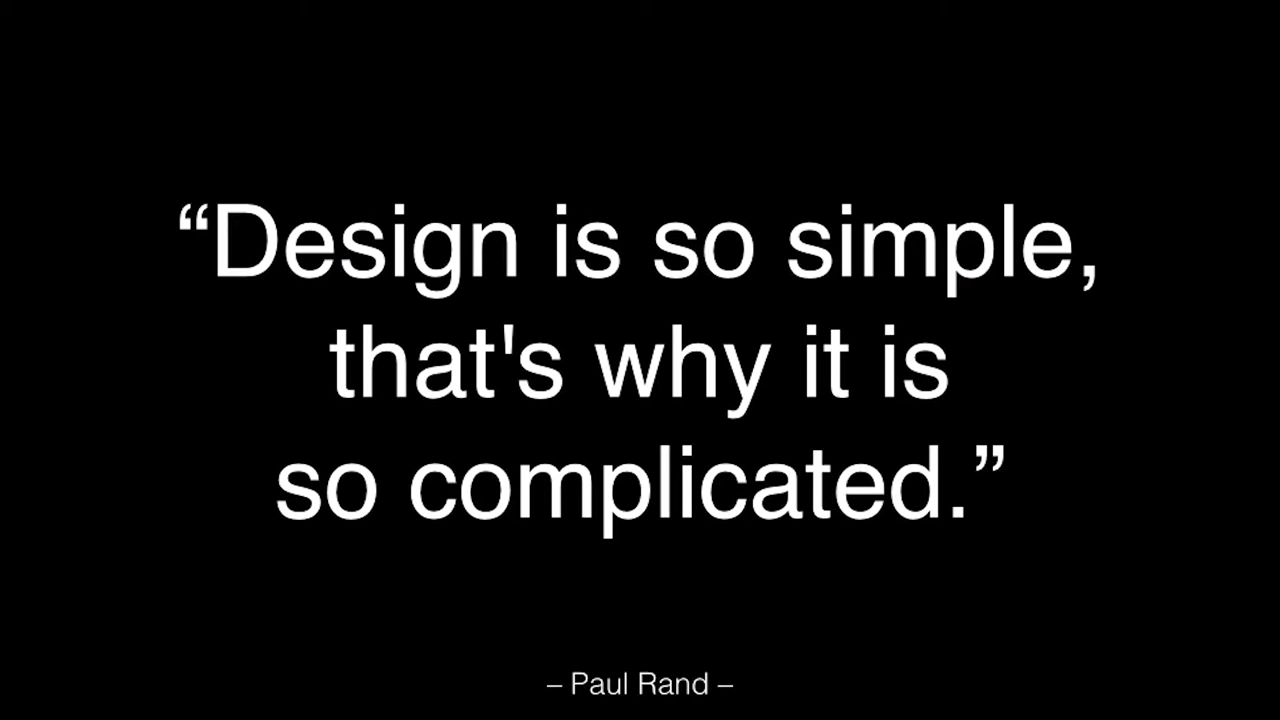 “Design is so simple,
that's why it is
so complicated.”
– Paul Rand –